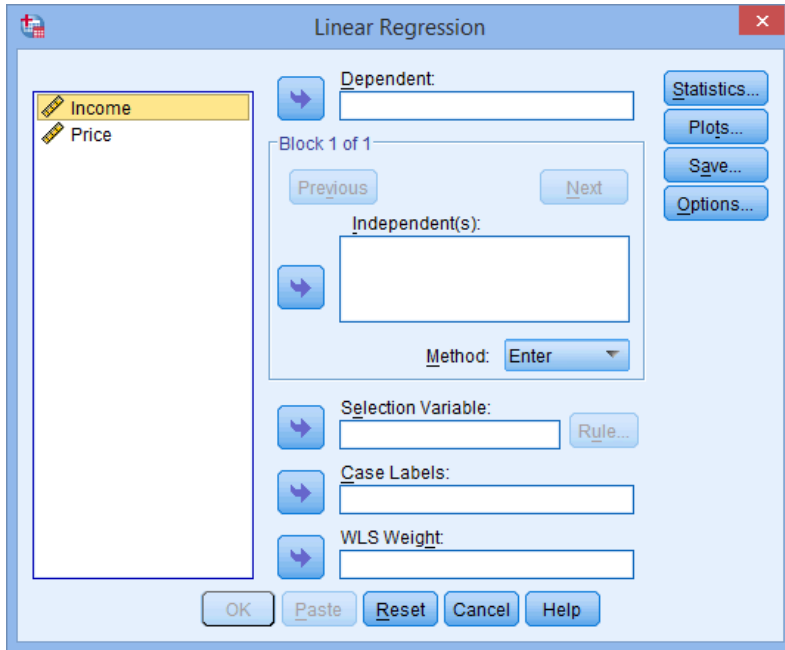 Linear Regression
Income
Price
Dependent:
Block 1 of 1
Previous
Next
Independent(s):
Method:
Enter
Selection Variable:
Rule...
Case Labels:
WLS Weight:
Statistics...
Plots...
Save...
Options...
OK
Paste
Reset
Cancel
Help